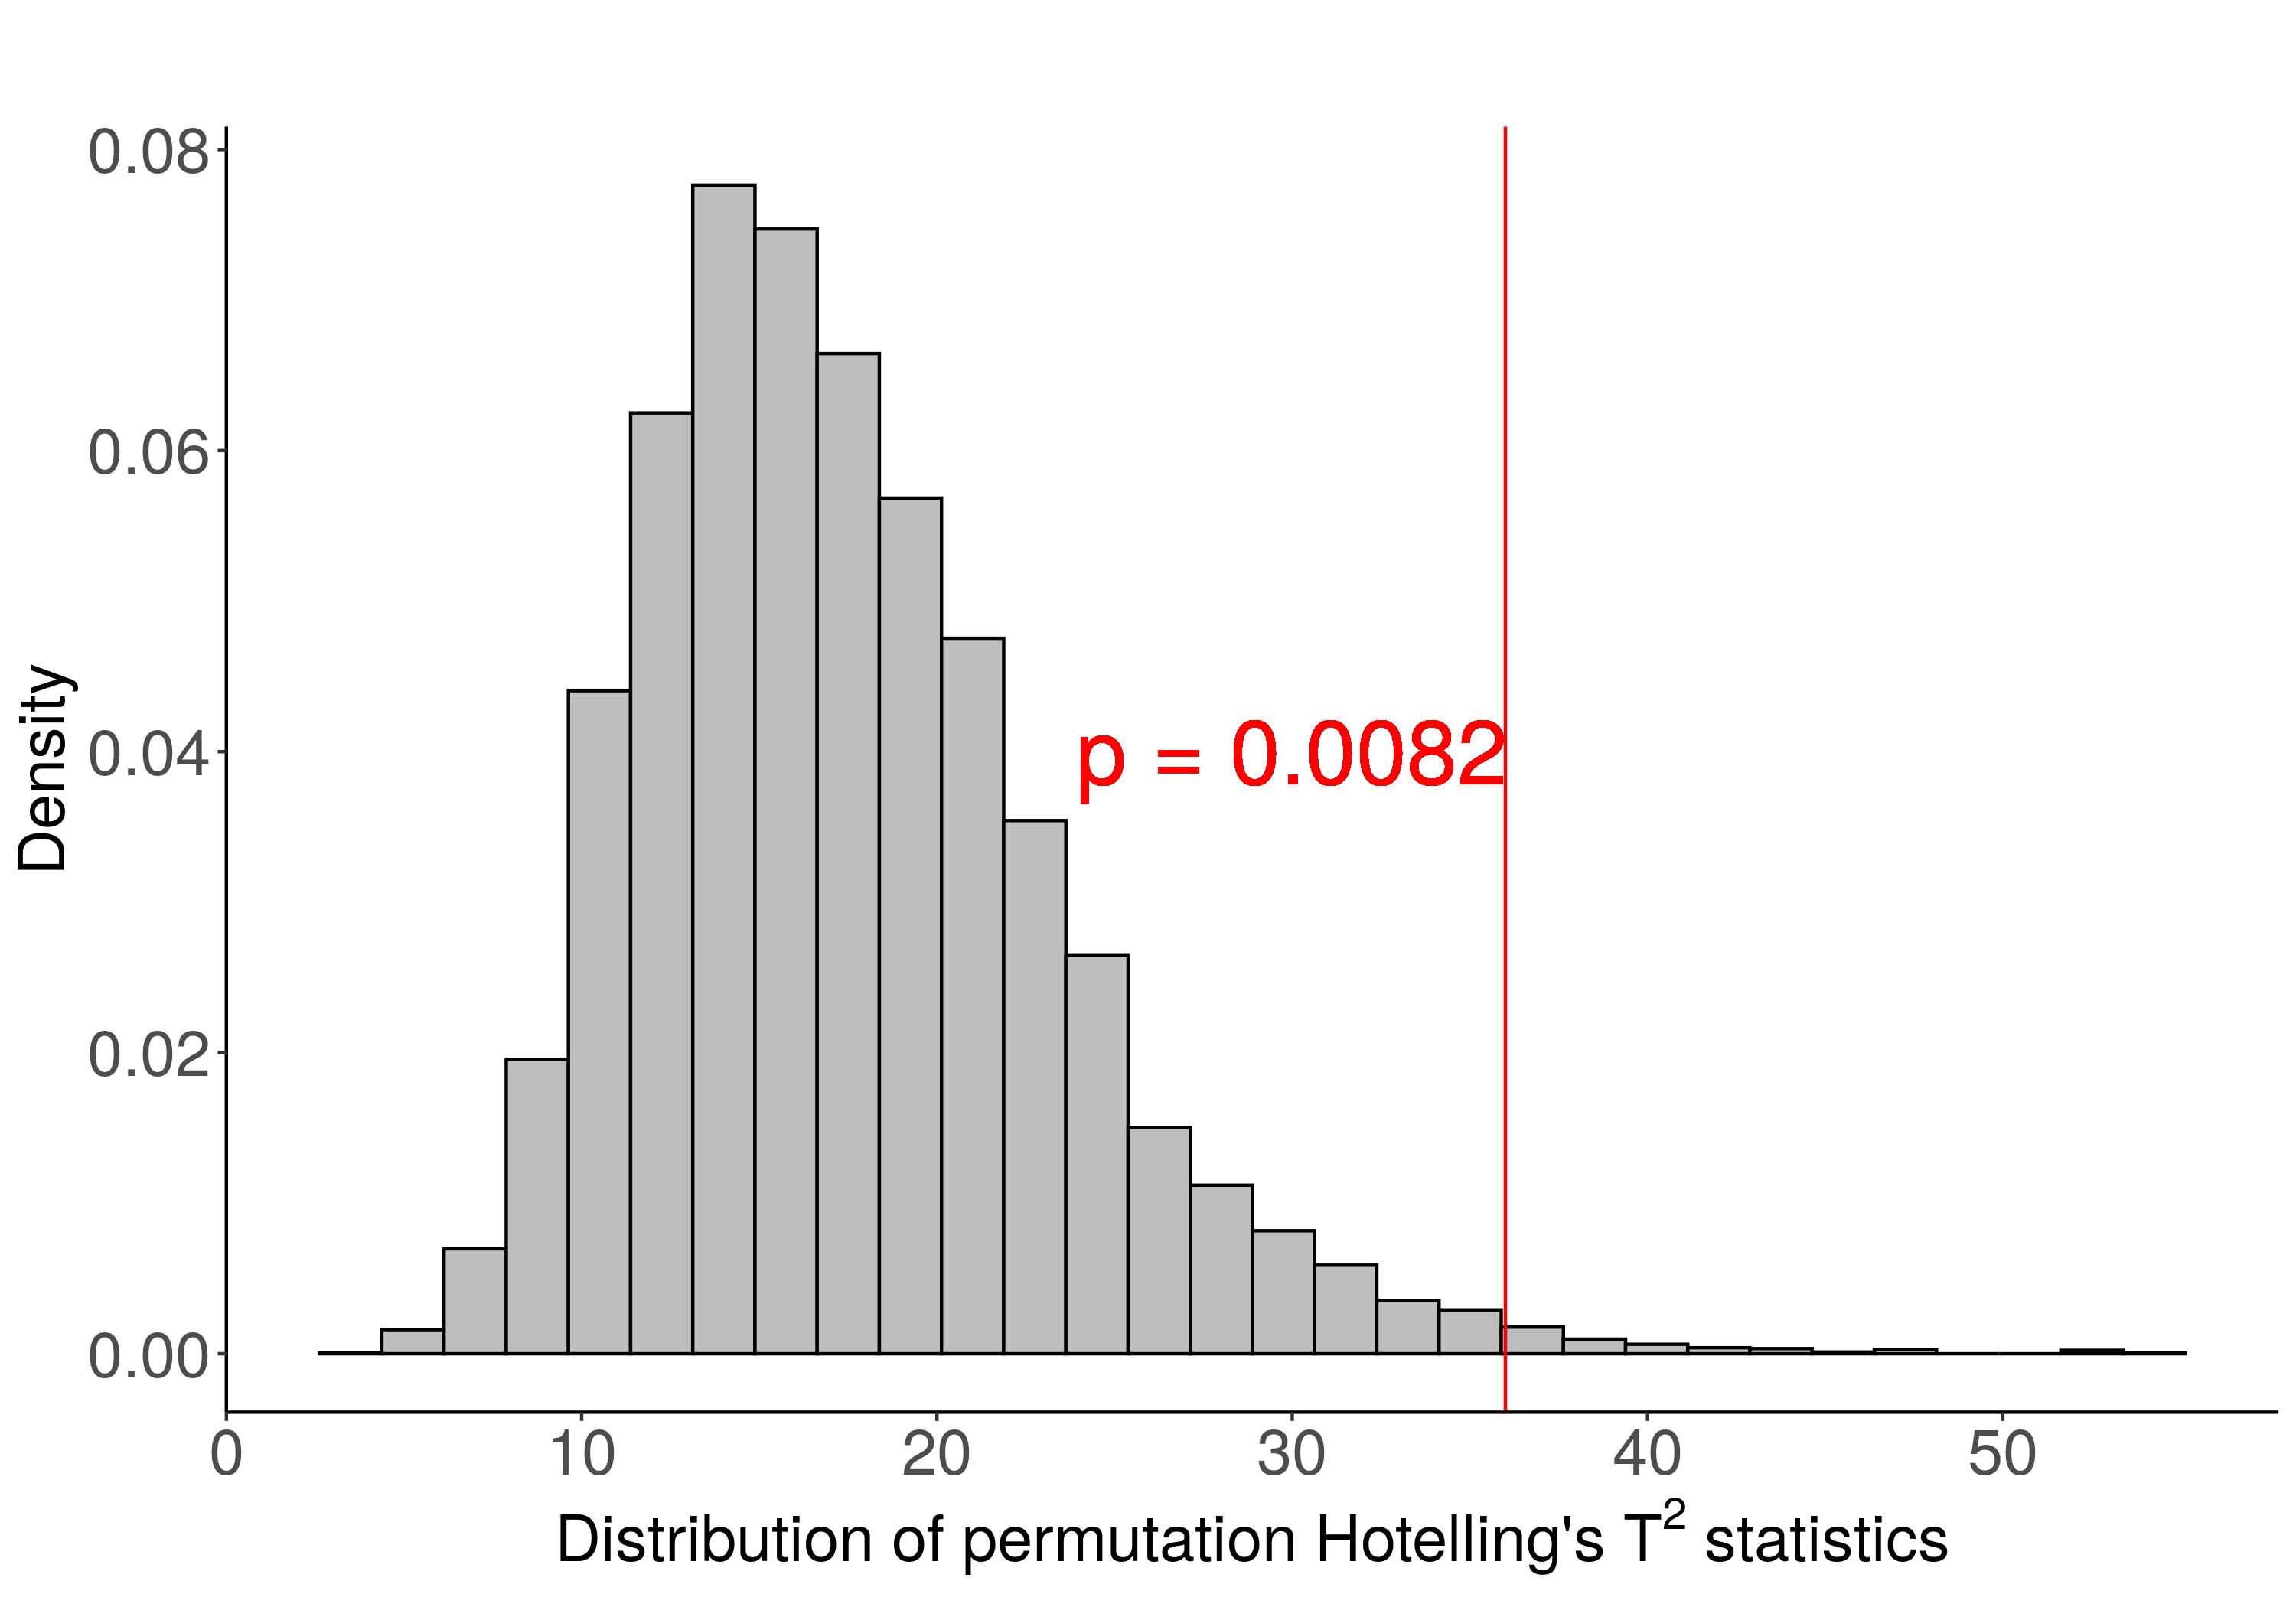 0.08
0.06
0.04
0.02
0.00
Density
p = 0.0082
0 10 20 30 40 50
Distribution of permutation Hotelling's T² statistics